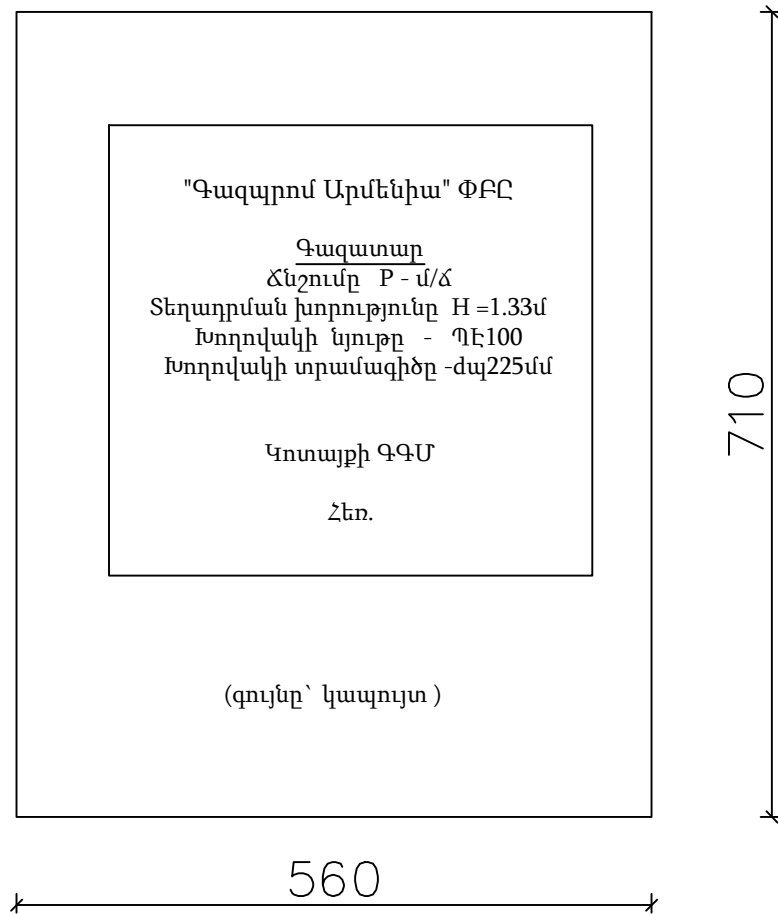 "Գազպրոմ Արմենիա" ՓԲԸ
Գազատար
Ճնշումը P - մ/ճ
Տեղադրման խորությունը H =1.33մ
Խողովակի նյութը - ՊԷ100
Խողովակի տրամագիծը -dպ225մմ
Կոտայքի ԳԳՄ
Հեռ.
(գույնը՝ կապույտ )
710
560